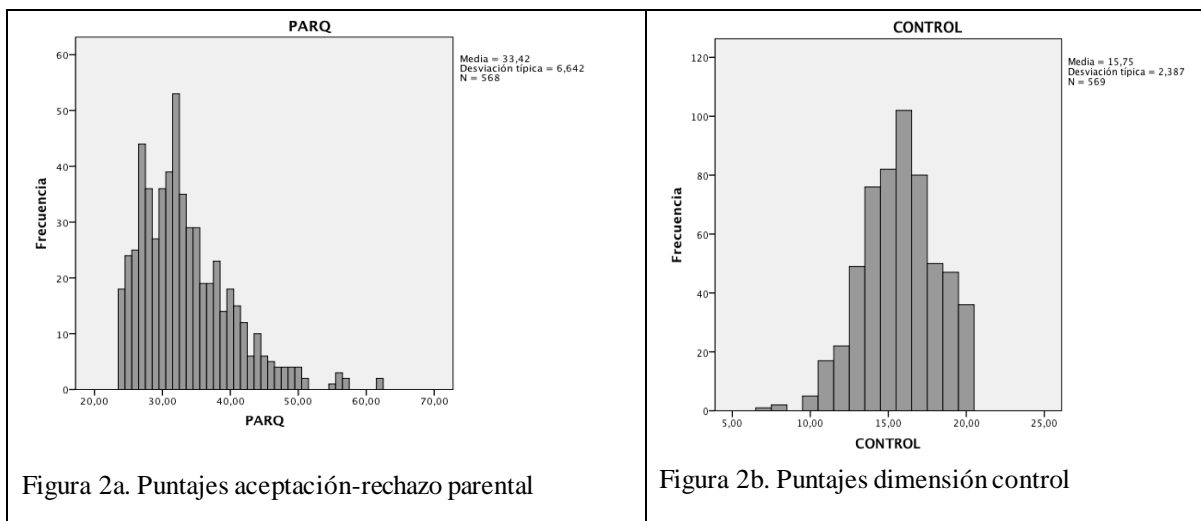 PARQ
Media = 33,42
Desviación típica = 6,642
N = 568
Frecuencia
60
50
40
30
20
10
0
20,00 30,00 40,00 50,00 60,00 70,00
PARQ
Figura 2a. Puntajes aceptación-rechazo parental
CONTROL
Media = 15,75
Desviación típica = 2,387
N = 569
Frecuencia
120
100
80
60
40
20
0
5,00 10,00 15,00 20,00 25,00
CONTROL
Figura 2b. Puntajes dimensión control